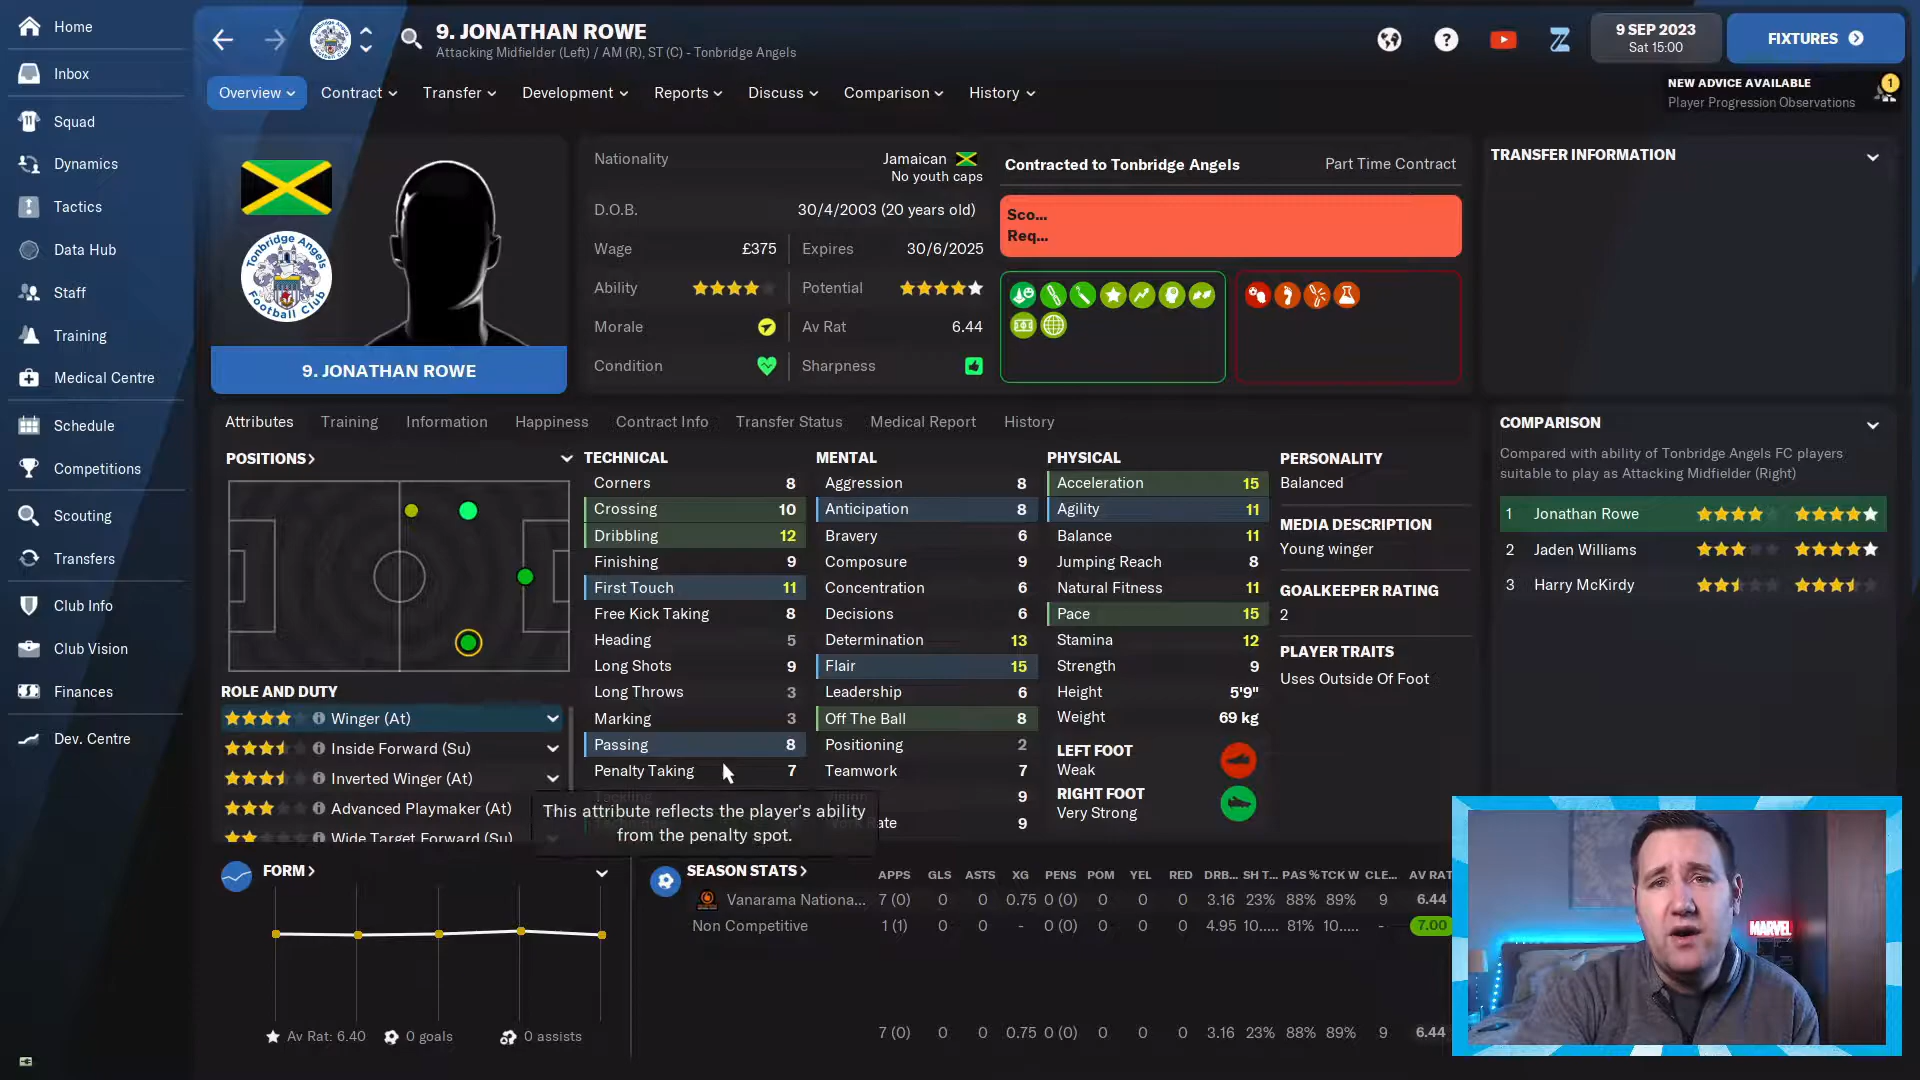 Home
Inbox
Squad
Dynamics
Tactics
Data Hub
Staff
Training
Medical Centre
Schedule
Competitions
Scouting
Transfers
Club Info
Club Vision
Finances
Dev. Centre
9. JONATHAN ROWE
Attacking Midfielder (Left) / AM (R), ST (C) - Tonbridge Angels
9 SEP 2023
Sat 15:00
FIXTURES
Overview Contract Transfer Development Reports Discuss Comparison History
NEW ADVICE AVAILABLE
Player Progression Observations
1
Tonbridge Angels
Football Club
9. JONATHAN ROWE
Nationality Jamaican
No youth caps
D.O.B. 30/4/2003 (20 years old)
Wage £375 Expires 30/6/2025
Ability Potential
Morale Av Rat 6.44
Condition Sharpness
Contracted to Tonbridge Angels Part Time Contract
Sco...
Req...
TRANSFER INFORMATION
Attributes Training Information Happiness Contract Info Transfer Status Medical Report History
POSITIONS
ROLE AND DUTY
Winger (At)
Inside Forward (Su)
Inverted Winger (At)
Advanced Playmaker (At)
Wide Target Forward (Su)
TECHNICAL
Corners 8
Crossing 10
Dribbling 12
Finishing 9
First Touch 11
Free Kick Taking 8
Heading 5
Long Shots 9
Long Throws 3
Marking 3
Passing 8
Penalty Taking 7
This attribute reflects the player's ability
from the penalty spot.
MENTAL
Aggression 8
Anticipation 8
Bravery 6
Composure 9
Concentration 6
Decisions 6
Determination 13
Flair 15
Leadership 6
Off The Ball 8
Positioning 2
Teamwork 7
9
Rate 9
PHYSICAL
Acceleration 15
Agility 11
Balance 11
Jumping Reach 8
Natural Fitness 11
Pace 15
Stamina 12
Strength 9
Height 5'9"
Weight 69 kg
LEFT FOOT
Weak
RIGHT FOOT
Very Strong
PERSONALITY
Balanced
MEDIA DESCRIPTION
Young winger
GOALKEEPER RATING
2
PLAYER TRAITS
Uses Outside Of Foot
COMPARISON
Compared with ability of Tonbridge Angels FC players
suitable to play as Attacking Midfielder (Right)
1 Jonathan Rowe
2 Jaden Williams
3 Harry McKirdy
FORM
Av Rat: 6.40 0 goals 0 assists
SEASON STATS APPS GLS ASTS XG PENS POM YEL RED DRB... SH T... PAS % TCK W CLE... AV RAT
Vanarama Nationa... 7 (0) 0 0 0.75 0 (0) 0 0 0 3.16 23% 88% 89% 9 6.44
Non Competitive 1 (1) 0 0 - 0 (0) 0 0 0 4.95 10..... 81% 10..... - 7.00
7 (0) 0 0 0.75 0 (0) 0 0 0 3.16 23% 88% 89% 9 6.44
MARVEL